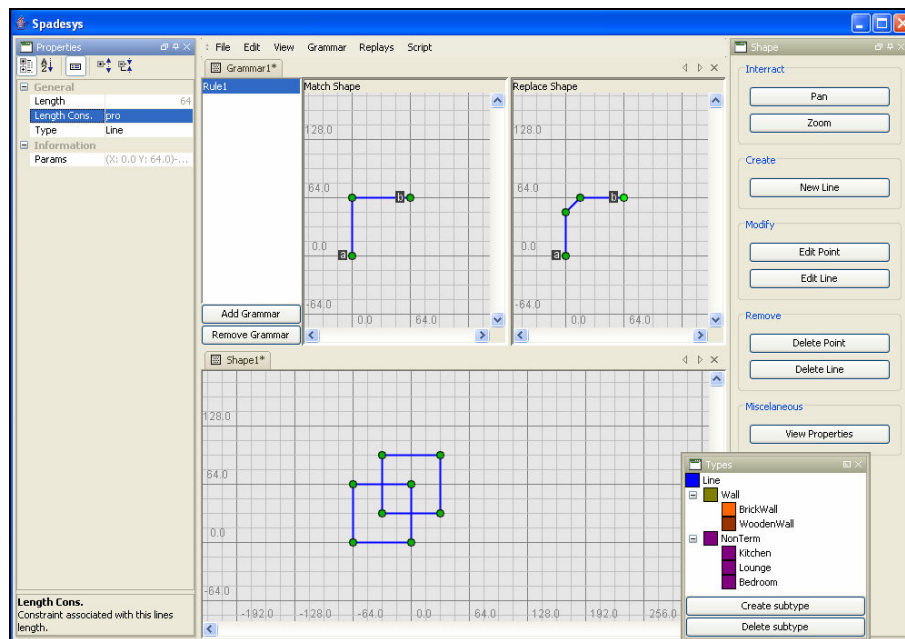 Spadesys
Properties
General
Length 64
Length Cons. pro
Type Line
Information
Params (X: 0.0 Y: 64.0)-...
Length Cons.
Constraint associated with this lines
length.
File Edit View Grammar Replays Script
Grammar1*
Rule1
Add Grammar
Remove Grammar
Match Shape
128.0
64.0
b
0.0
a
-64.0
0.0 64.0
Replace Shape
128.0
64.0
b
0.0
a
-64.0
0.0 64.0
Shape1*
128.0
64.0
0.0
-64.0
-192.0 -128.0 -64.0 0.0 64.0 128.0 192.0 256.0
Shape
Interract
Pan
Zoom
Create
New Line
Modify
Edit Point
Edit Line
Remove
Delete Point
Delete Line
Miscelaneous
View Properties
Types
Line
Wall
BrickWall
WoodenWall
NonTerm
Kitchen
Lounge
Bedroom
Create subtype
Delete subtype